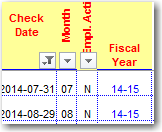 Check Date
Month
Empl. Acti
Fiscal Year
2014-07-31 07 N 14-15
2014-08-29 08 N 14-15